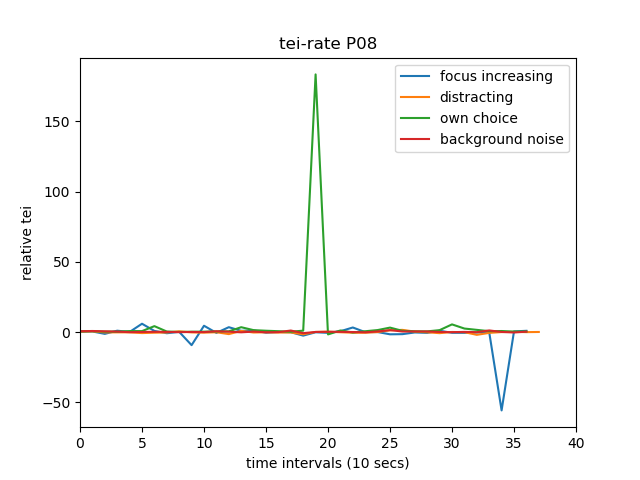 tei-rate P08
focus increasing
distracting
own choice
background noise
relative tei
150
100
50
0
−50
0 5 10 15 20 25 30 35 40
time intervals (10 secs)